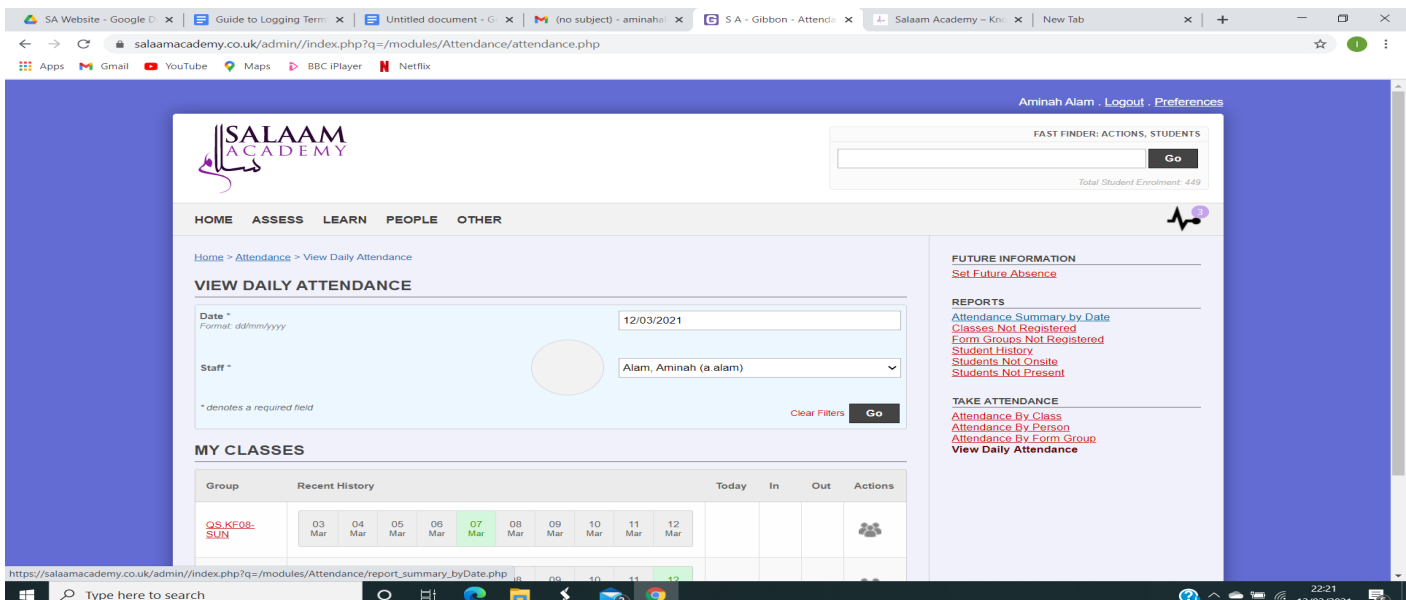 SA Website - Google D
Guide to Logging Term
Untitled document - G
(no subject) - aminahal
S A - Gibbon - Attenda
Salaam Academy – Kno
New Tab
salaamacademy.co.uk/admin//index.php?q=/modules/Attendance/attendance.php
I
Apps Gmail YouTube Maps BBC iPlayer Netflix
Aminah Alam . Logout . Preferences
SALAAM
ACADEMY
سلام
FAST FINDER: ACTIONS, STUDENTS
Go
Total Student Enrolment: 449
HOME ASSESS LEARN PEOPLE OTHER
3
Home > Attendance > View Daily Attendance
VIEW DAILY ATTENDANCE
Date *
Format: dd/mm/yyyy
12/03/2021
Staff *
Alam, Aminah (a.alam)
* denotes a required field
Clear Filters Go
MY CLASSES
Group Recent History Today In Out Actions
QS.KF08-
SUN
03 04 05 06 07 08 09 10 11 12
Mar Mar Mar Mar Mar Mar Mar Mar Mar Mar
FUTURE INFORMATION
Set Future Absence
REPORTS
Attendance Summary by Date
Classes Not Registered
Form Groups Not Registered
Student History
Students Not Onsite
Students Not Present
TAKE ATTENDANCE
Attendance By Class
Attendance By Person
Attendance By Form Group
View Daily Attendance
https://salaamacademy.co.uk/admin//index.php?q=/modules/Attendance/report_summary_byDate.php
09 10 11 12
Type here to search
22:21